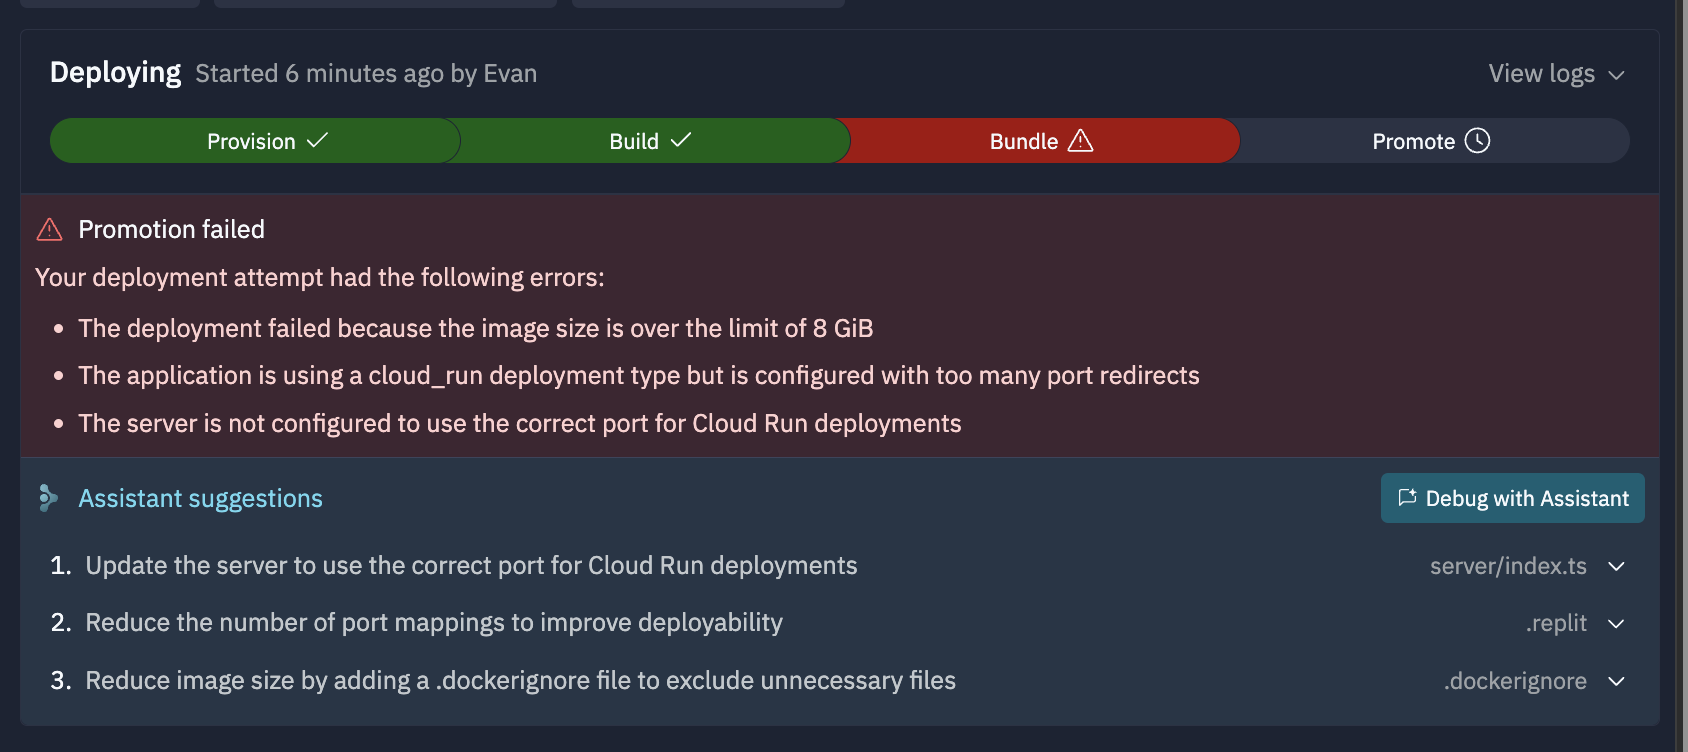 Deploying Started 6 minutes ago by Evan View logs
Provision Build Bundle Promote
Promotion failed
Your deployment attempt had the following errors:
• The deployment failed because the image size is over the limit of 8 GiB
• The application is using a cloud_run deployment type but is configured with too many port redirects
• The server is not configured to use the correct port for Cloud Run deployments
Assistant suggestions Debug with Assistant
1. Update the server to use the correct port for Cloud Run deployments server/index.ts
2. Reduce the number of port mappings to improve deployability .replit
3. Reduce image size by adding a .dockerignore file to exclude unnecessary files .dockerignore